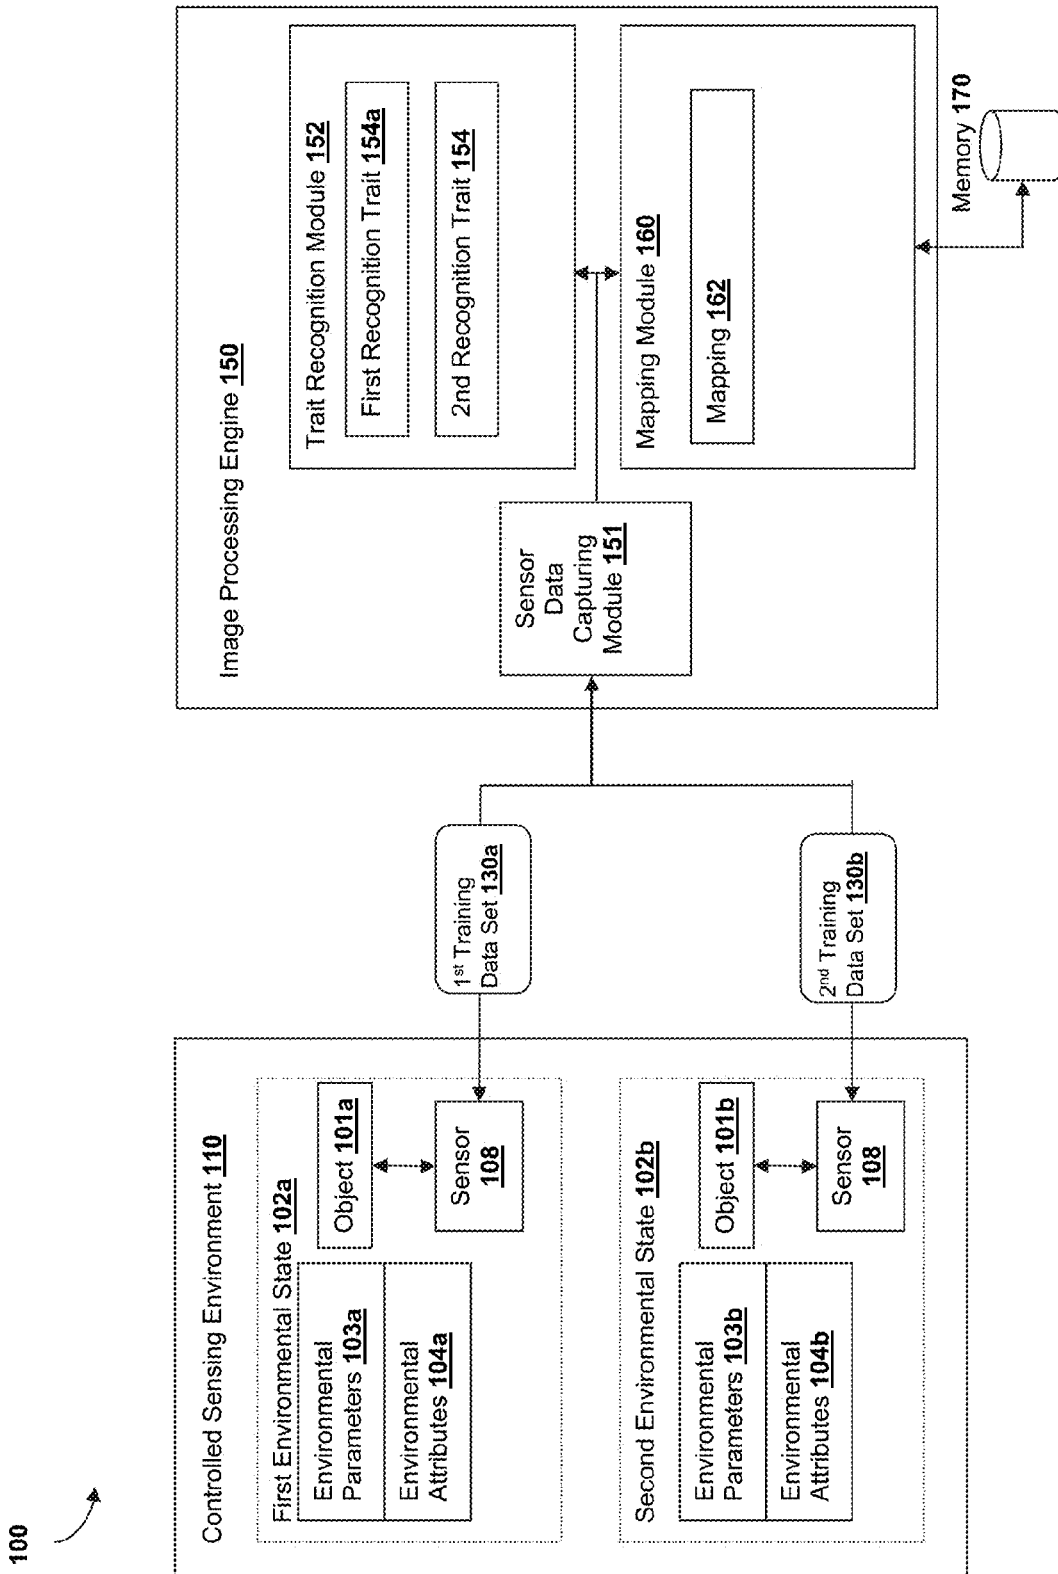 100
Controlled Sensing Environment 110
First Environmental State 102a
Environmental
Parameters 103a
Environmental
Attributes 104a
Object 101a
Sensor
108
Second Environmental State 102b
Environmental
Parameters 103b
Environmental
Attributes 104b
Object 101b
Sensor
108
1st Training
Data Set 130a
2nd Training
Data Set 130b
Image Processing Engine 150
Sensor
Data
Capturing
Module 151
Trait Recognition Module 152
First Recognition Trait 154a
2nd Recognition Trait 154
Mapping Module 160
Mapping 162
Memory 170